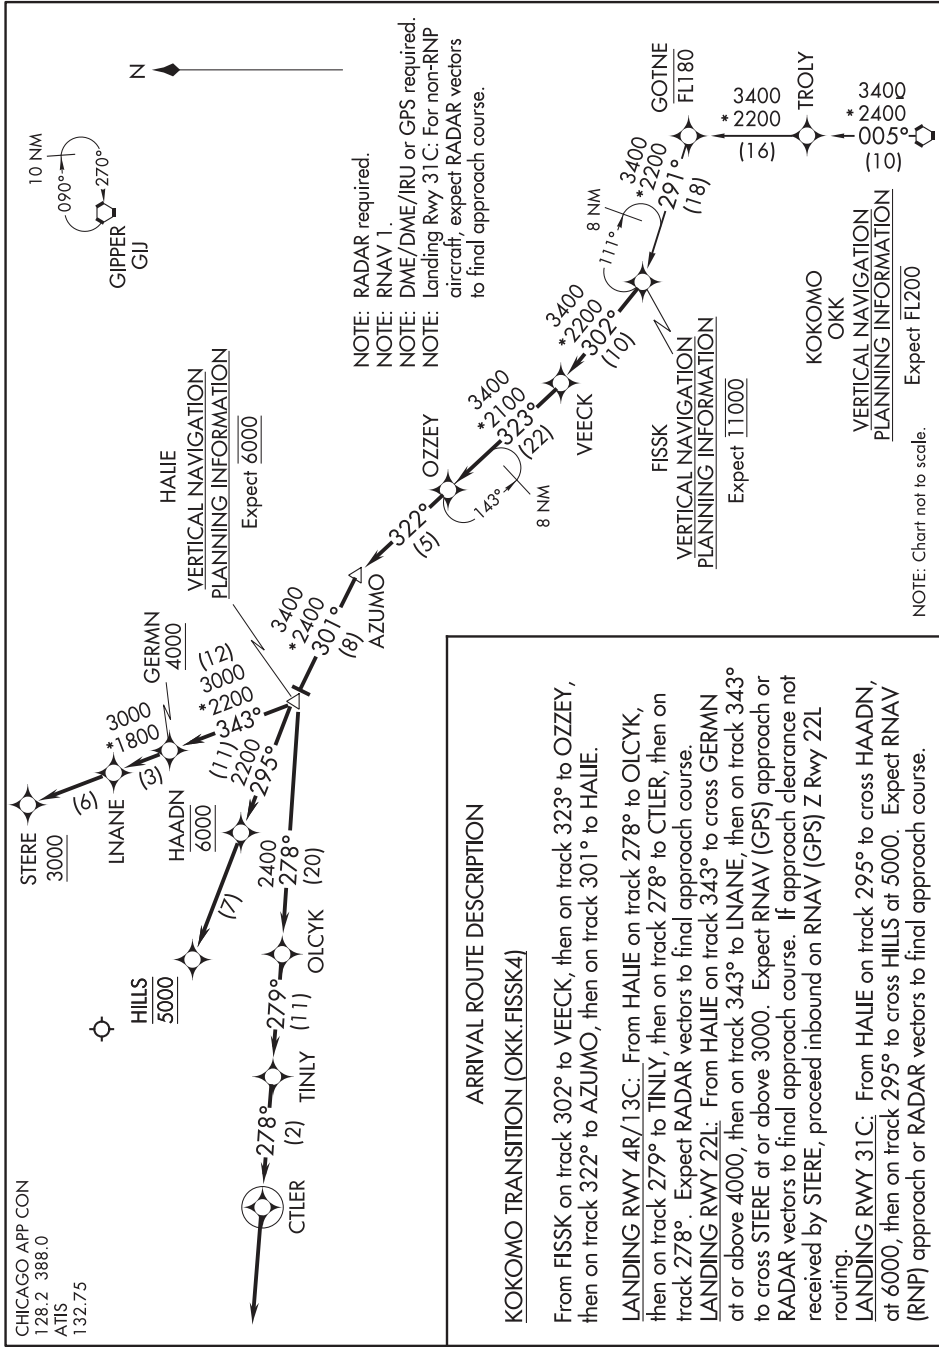 CHICAGO APP CON
128.2 388.0
ATIS
132.75
N
10 NM
090°
270°
GIPPER
GIJ
NOTE: RADAR required.
NOTE: RNAV 1.
NOTE: DME/DME/IRU or GPS required.
NOTE: Landing Rwy 31C: For non-RNP
aircraft, expect RADAR vectors
to final approach course.
STERE
3000
(6)
LNANE
3000
*1800
(3)
GERMN
4000
(12)
3000
*2200
343°
HAADN
6000
(11)
2200
295°
(7)
HILLS
5000
2400
278°
(20)
OLCYK
279°
(11)
TINLY
278°
(2)
CTLER
HALIE
VERTICAL NAVIGATION
PLANNING INFORMATION
Expect 6000
3400
*2400
301°
(8)
AZUMO
322°
(5)
OZZEY
143°
8 NM
3400
*2100
323°
(22)
VEECK
3400
*2200
302°
(10)
FISSK
VERTICAL NAVIGATION
PLANNING INFORMATION
Expect 11000
8 NM
111°
3400
*2200
291°
(18)
GOTNE
FL180
3400
*2200
(16)
TROLY
3400
*2400
005°
(10)
KOKOMO
OKK
VERTICAL NAVIGATION
PLANNING INFORMATION
Expect FL200
NOTE: Chart not to scale.
ARRIVAL ROUTE DESCRIPTION
KOKOMO TRANSITION (OKK.FISSK4)
From FISSK on track 302° to VEECK, then on track 323° to OZZEY,
then on track 322° to AZUMO, then on track 301° to HALIE.
LANDING RWY 4R/13C: From HALIE on track 278° to OLCYK,
then on track 279° to TINLY, then on track 278° to CTLER, then on
track 278°. Expect RADAR vectors to final approach course.
LANDING RWY 22L: From HALIE on track 343° to cross GERMN
at or above 4000, then on track 343° to LNANE, then on track 343°
to cross STERE at or above 3000. Expect RNAV (GPS) approach or
RADAR vectors to final approach course. If approach clearance not
received by STERE, proceed inbound on RNAV (GPS) Z Rwy 22L
routing.
LANDING RWY 31C: From HALIE on track 295° to cross HAADN,
at 6000, then on track 295° to cross HILLS at 5000. Expect RNAV
(RNP) approach or RADAR vectors to final approach course.